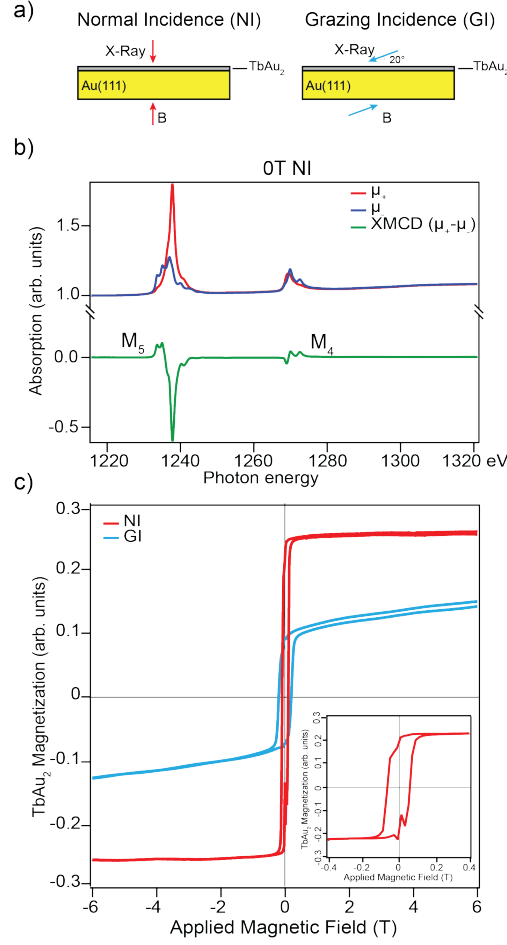 a)
Normal Incidence (NI)
Grazing Incidence (GI)
X-Ray
TbAu2
Au(111)
B
X-Ray
20°
TbAu2
Au(111)
B
b)
0T NI
μ+
μ-
XMCD (μ+-μ-)
Absorption (arb. units)
1.5
1.0
0.0
-0.5
M5
M4
1220
1240
1260
1280
1300
1320
eV
Photon energy
c)
NI
GI
TbAu2 Magnetization (arb. units)
0.3
0.2
0.1
0
-0.1
-0.2
-0.3
-6
-4
-2
0
2
4
6
Applied Magnetic Field (T)
TbAu2 Magnetization (arb. units)
0.3
0.2
0.1
0
-0.1
-0.2
-0.3
-0.4
-0.2
0
0.2
0.4
Applied Magnetic Field (T)